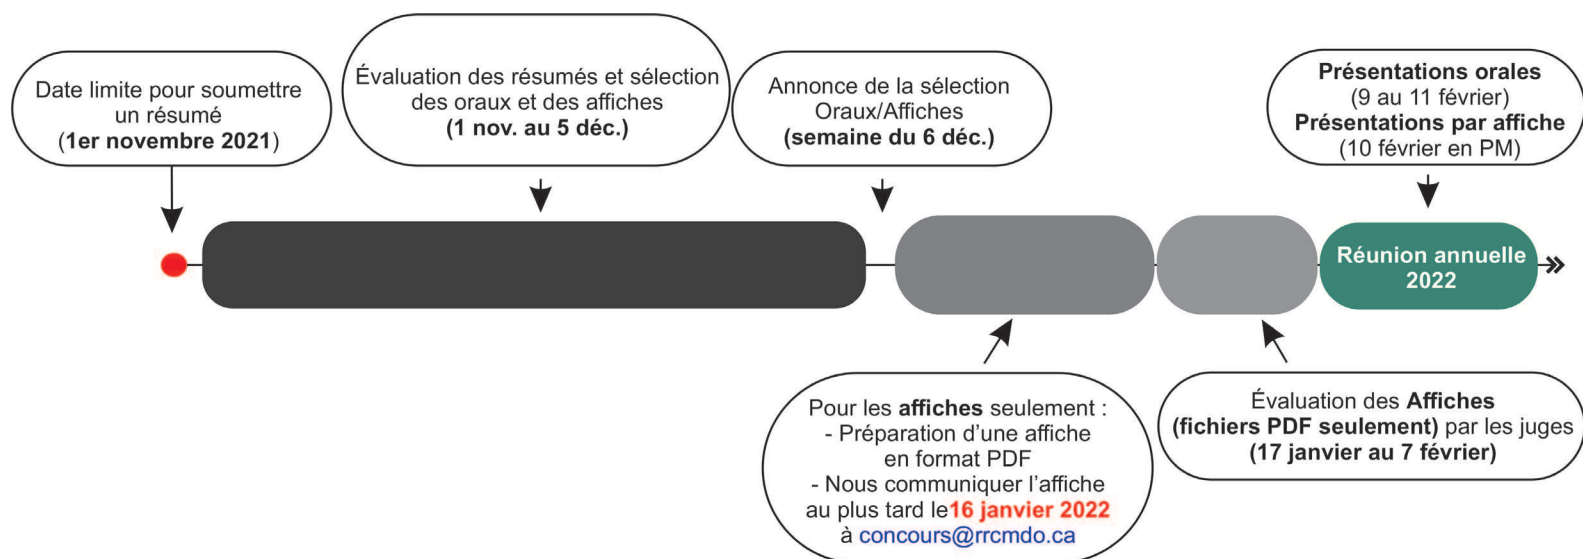 Date limite pour soumettre
un résumé
(1er novembre 2021)
Évaluation des résumés et sélection
des oraux et des affiches
(1 nov. au 5 déc.)
Annonce de la sélection
Oraux/Affiches
(semaine du 6 déc.)
Présentations orales
(9 au 11 février)
Présentations par affiche
(10 février en PM)
Réunion annuelle
2022
Pour les affiches seulement :
- Préparation d'une affiche
en format PDF
- Nous communiquer l'affiche
au plus tard le 16 janvier 2022
à concours@rrcmdo.ca
Évaluation des Affiches
(fichiers PDF seulement) par les juges
(17 janvier au 7 février)